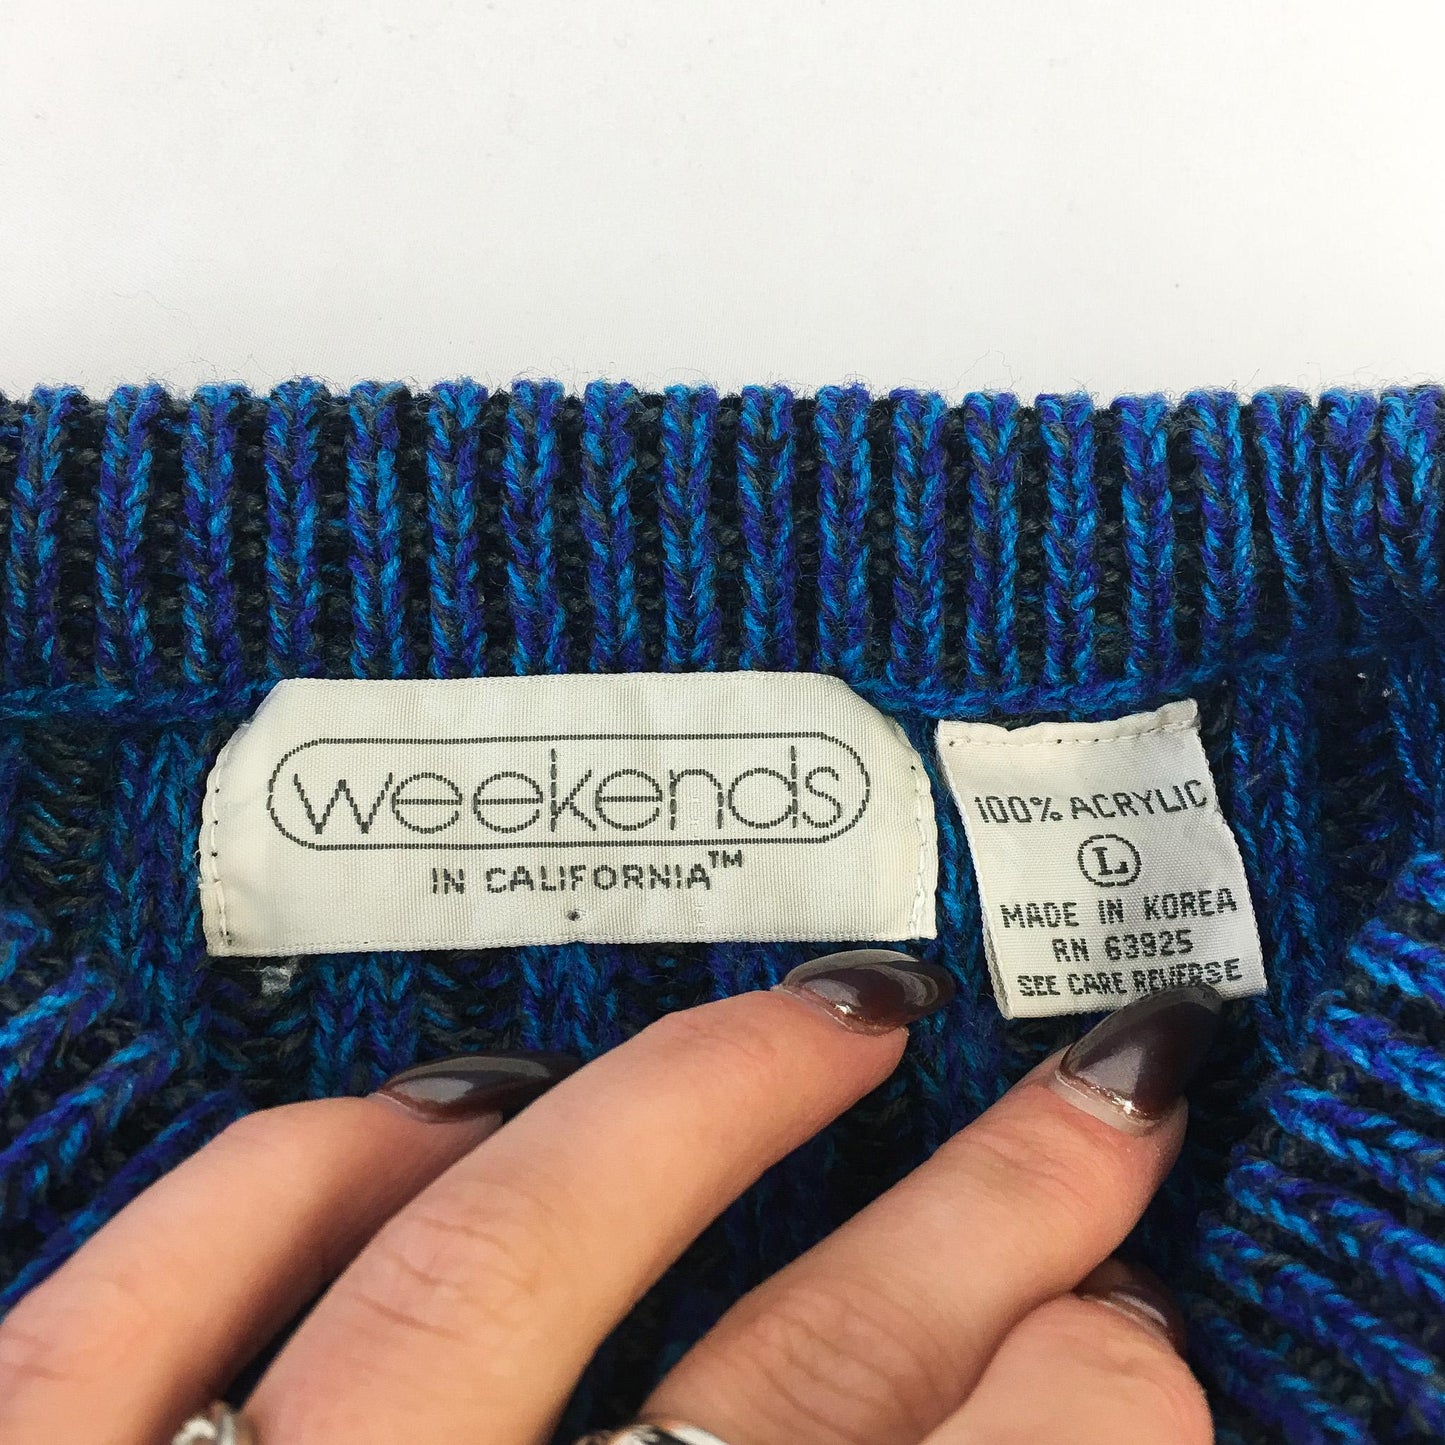 weekends
IN CALIFORNIA™
100% ACRYLIC
L
MADE IN KOREA
RN 63925
SEE CARE REVERSE